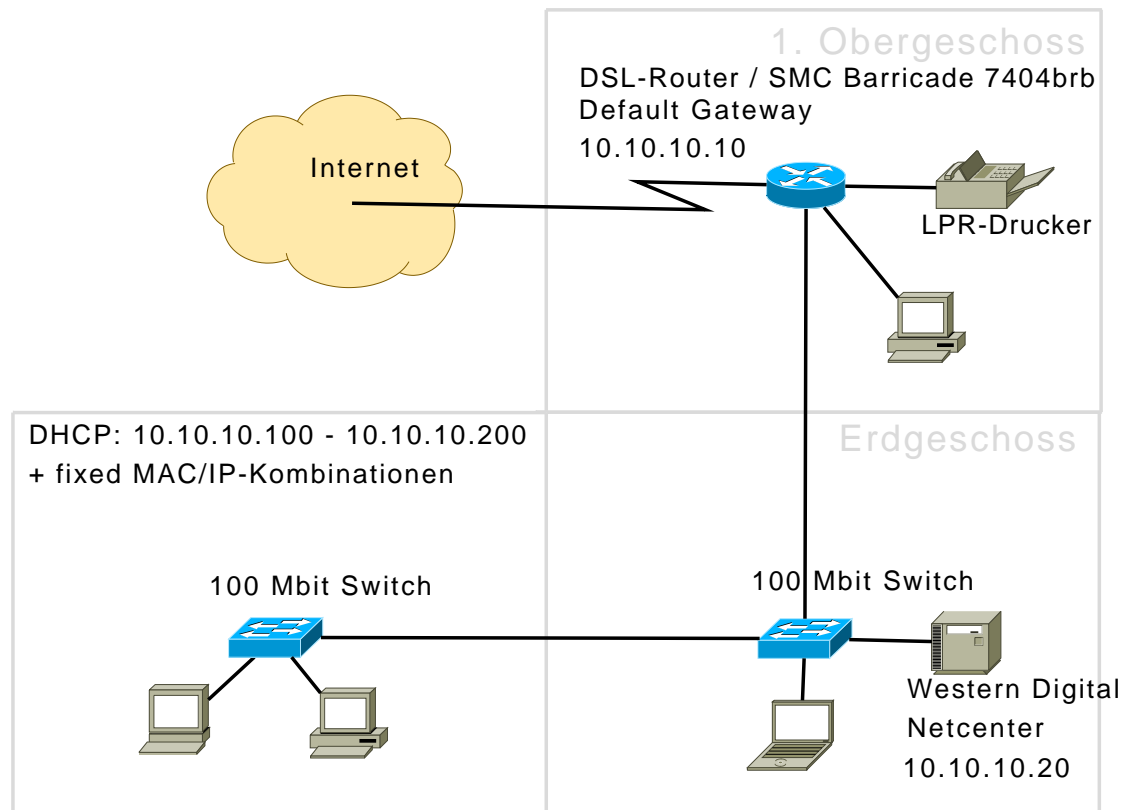 1. Obergeschoss
DSL-Router / SMC Barricade 7404brb
Default Gateway
10.10.10.10
Internet
LPR-Drucker
DHCP: 10.10.10.100 - 10.10.10.200
+ fixed MAC/IP-Kombinationen
Erdgeschoss
100 Mbit Switch
100 Mbit Switch
Western Digital
Netcenter
10.10.10.20